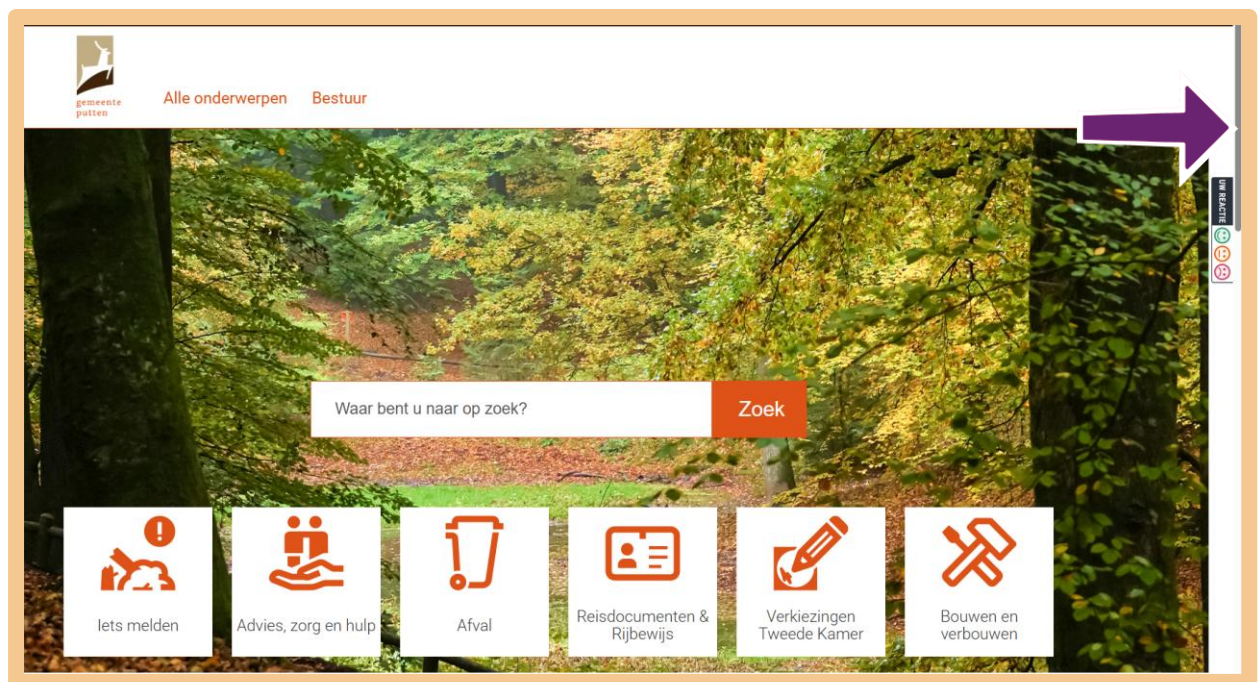 gemeente
putten
Alle onderwerpen Bestuur
UW REACTIE
Waar bent u naar op zoek? Zoek
Iets melden
Advies, zorg en hulp
Afval
Reisdocumenten &
Rijbewijs
Verkiezingen
Tweede Kamer
Bouwen en
verbouwen